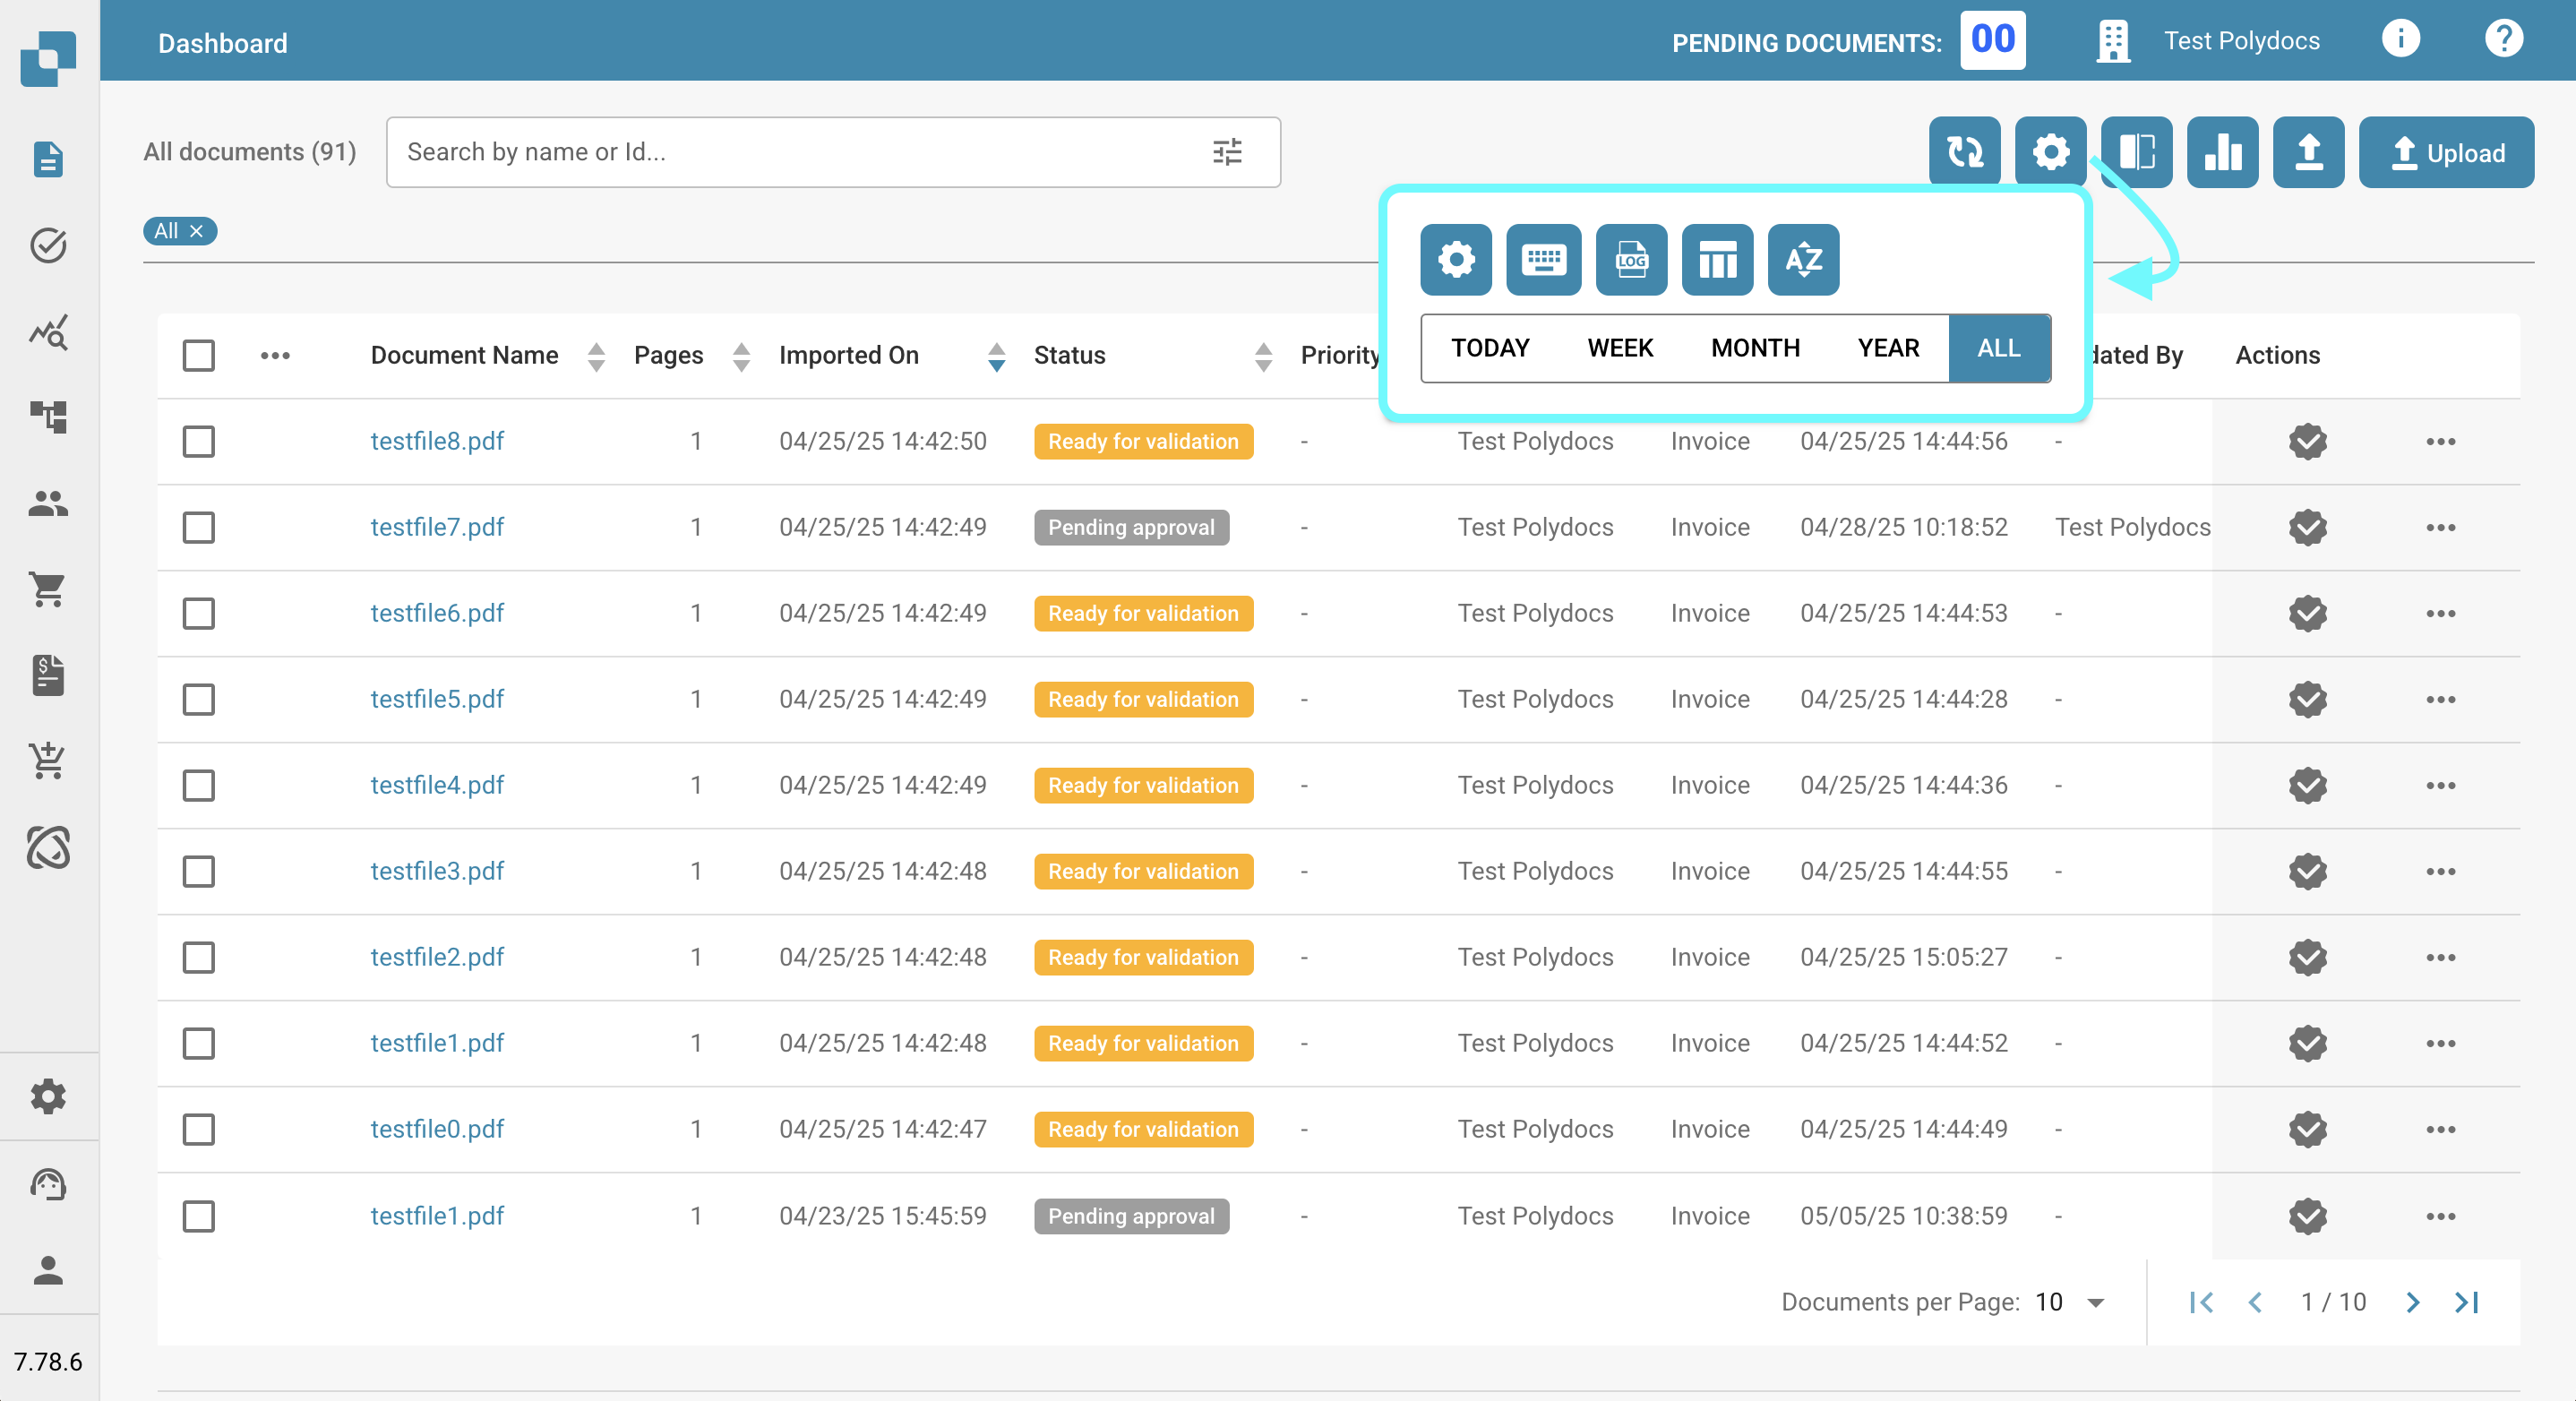 Dashboard PENDING DOCUMENTS: 00 Test Polydocs
All documents (91) Search by name or Id... Upload
All
LOG AZ
TODAY WEEK MONTH YEAR ALL
Document Name Pages Imported On Status Priority dated By Actions
testfile8.pdf 1 04/25/25 14:42:50 Ready for validation - Test Polydocs Invoice 04/25/25 14:44:56 -
testfile7.pdf 1 04/25/25 14:42:49 Pending approval - Test Polydocs Invoice 04/28/25 10:18:52 Test Polydocs
testfile6.pdf 1 04/25/25 14:42:49 Ready for validation - Test Polydocs Invoice 04/25/25 14:44:53 -
testfile5.pdf 1 04/25/25 14:42:49 Ready for validation - Test Polydocs Invoice 04/25/25 14:44:28 -
testfile4.pdf 1 04/25/25 14:42:49 Ready for validation - Test Polydocs Invoice 04/25/25 14:44:36 -
testfile3.pdf 1 04/25/25 14:42:48 Ready for validation - Test Polydocs Invoice 04/25/25 14:44:55 -
testfile2.pdf 1 04/25/25 14:42:48 Ready for validation - Test Polydocs Invoice 04/25/25 15:05:27 -
testfile1.pdf 1 04/25/25 14:42:48 Ready for validation - Test Polydocs Invoice 04/25/25 14:44:52 -
testfile0.pdf 1 04/25/25 14:42:47 Ready for validation - Test Polydocs Invoice 04/25/25 14:44:49 -
testfile1.pdf 1 04/23/25 15:45:59 Pending approval - Test Polydocs Invoice 05/05/25 10:38:59 -
Documents per Page: 10 1 / 10
7.78.6